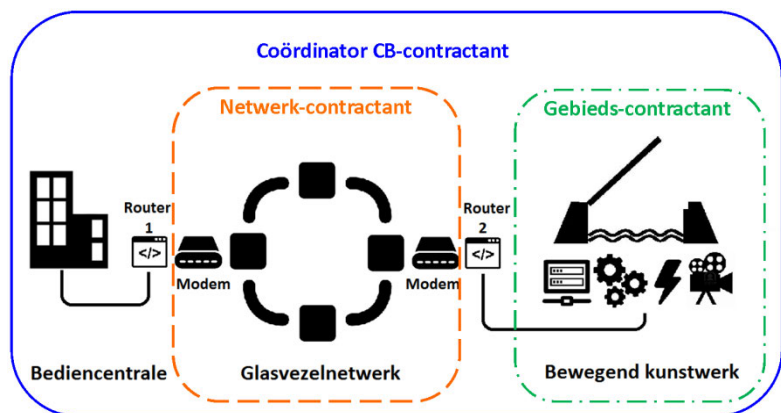 Coördinator CB-contractant
Netwerk-contractant
Gebieds-contractant
Router
1
</>
Modem
Modem
Router
2
</>
Bediencentrale
Glasvezelnetwerk
Bewegend kunstwerk